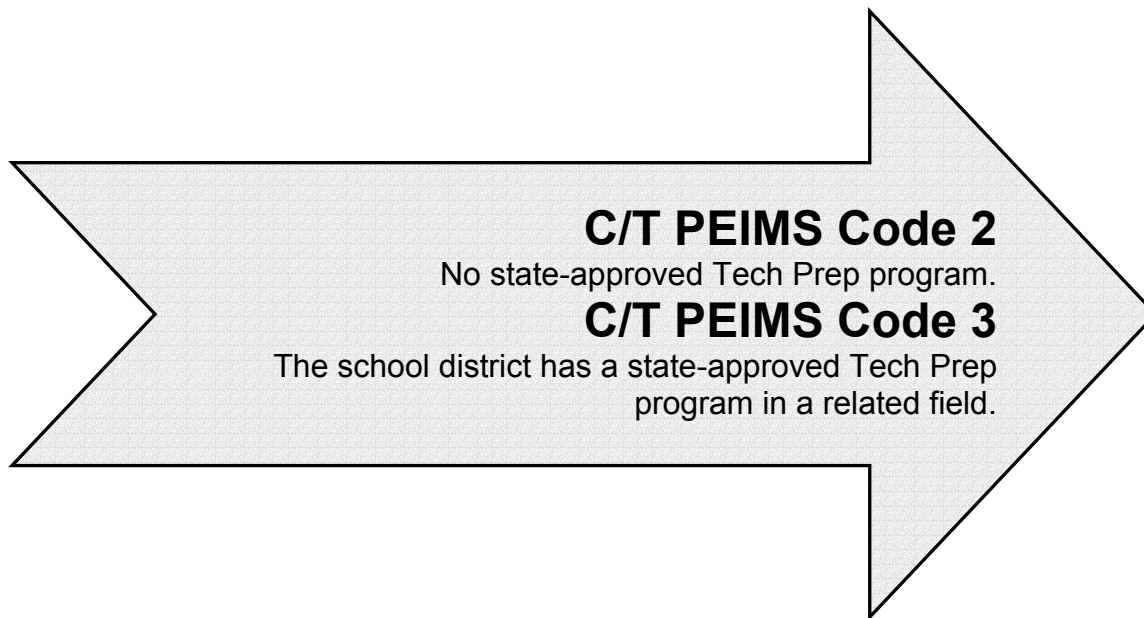 C/T PEIMS Code 2
No state-approved Tech Prep program.
C/T PEIMS Code 3
The school district has a state-approved Tech Prep
program in a related field.